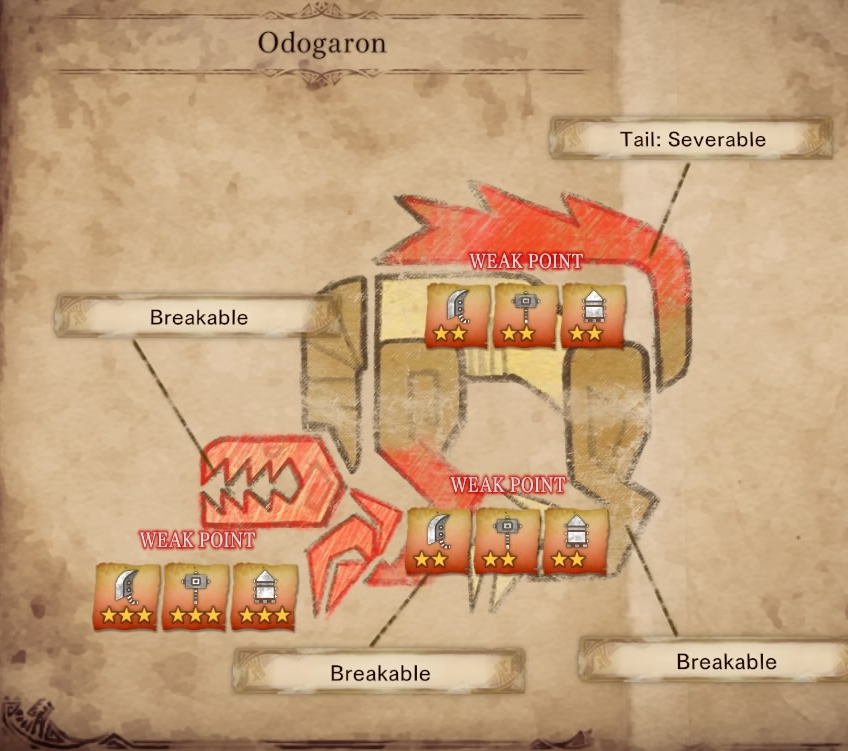 Odogaron
Tail: Severable
WEAK POINT
Breakable
WEAK POINT
WEAK POINT
Breakable
Breakable